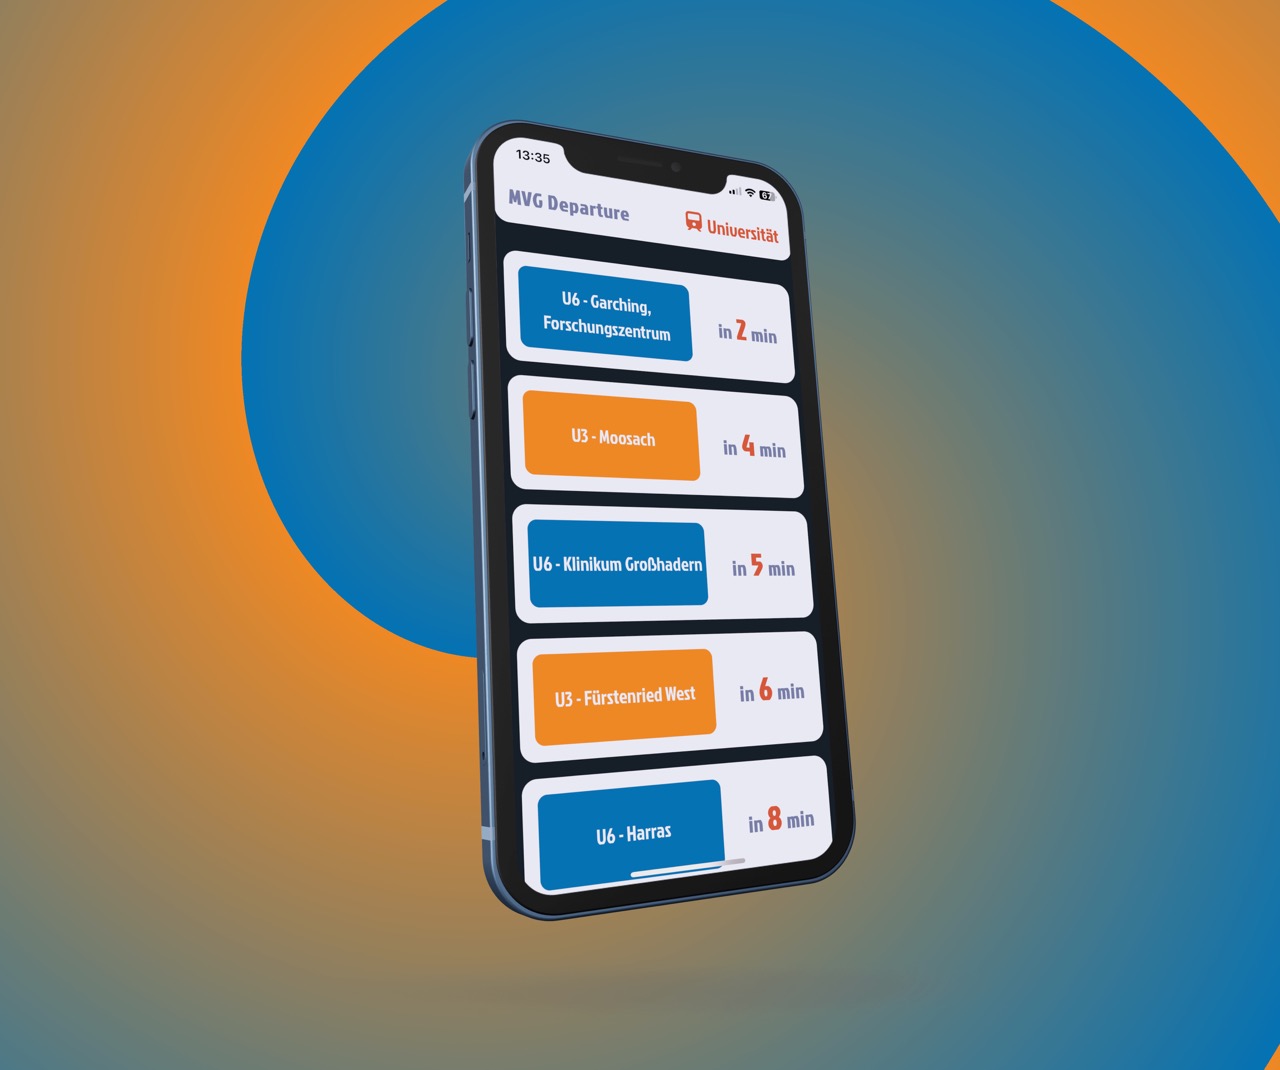 13:35
67
MVG Departure
Universität
U6 - Garching,
Forschungszentrum
in 2 min
U3 - Moosach
in 4 min
U6 - Klinikum Großhadern
in 5 min
U3 - Fürstenried West
in 6 min
U6 - Harras
in 8 min